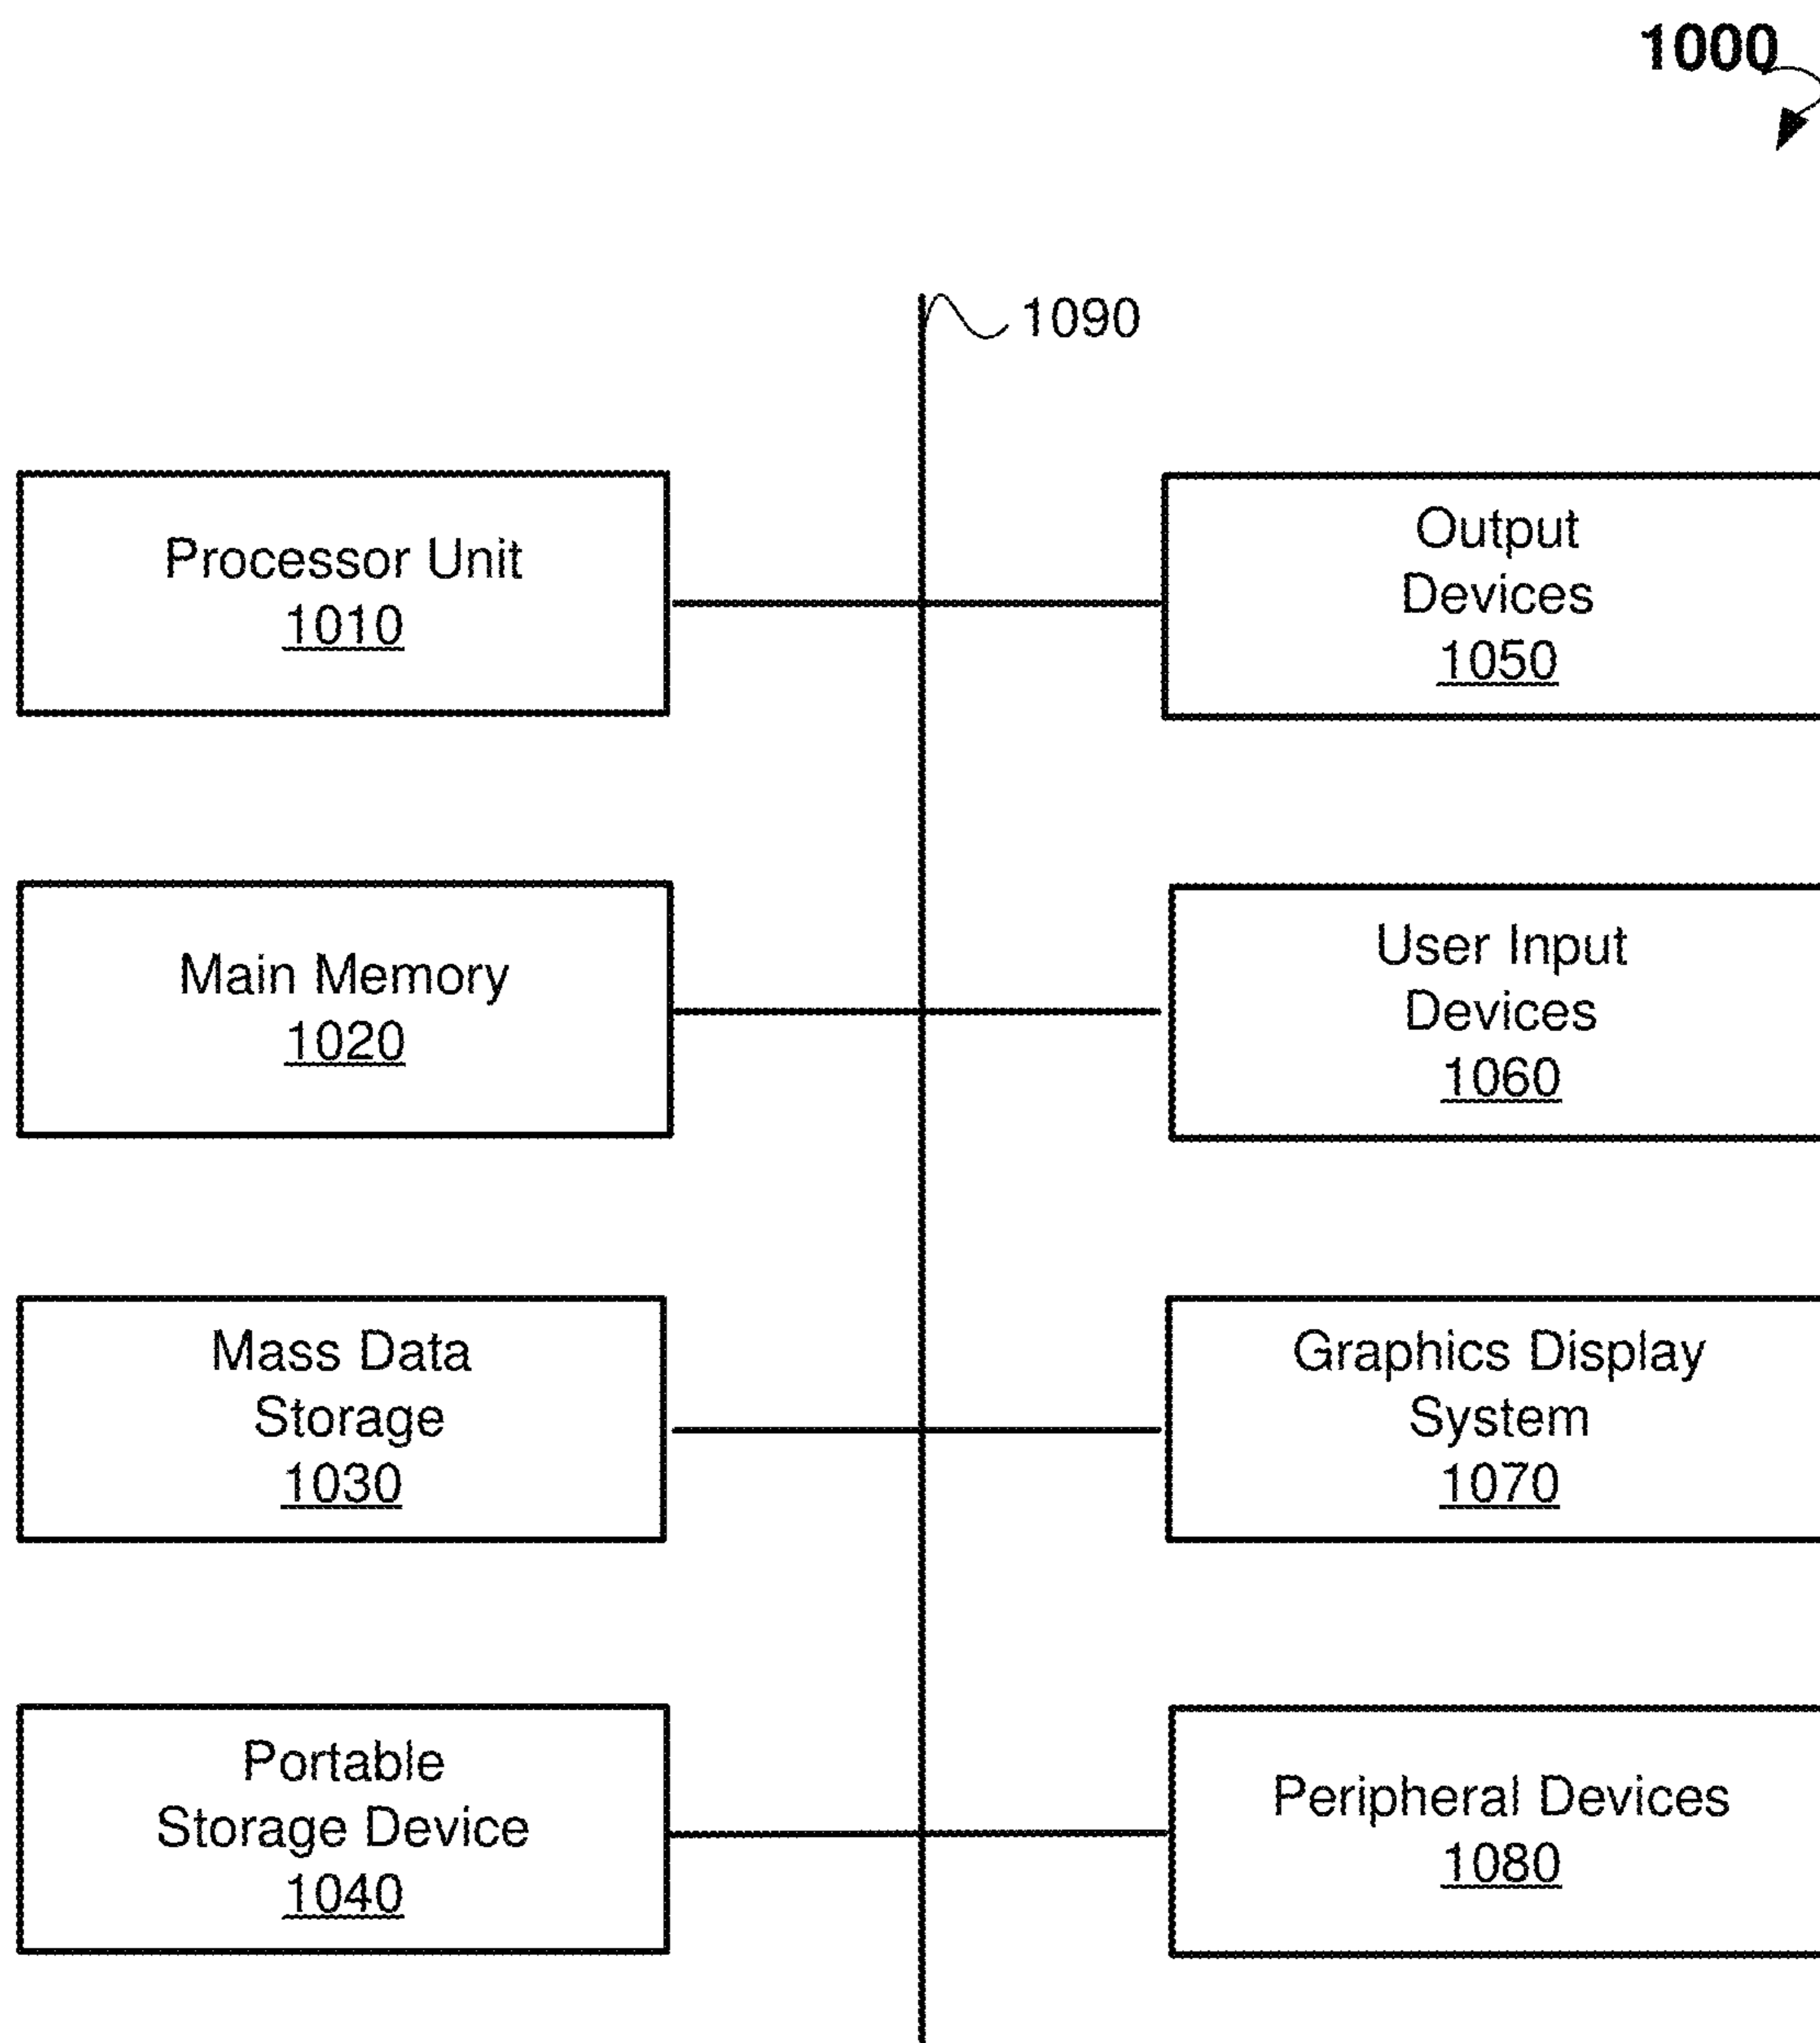 1000
1090
Processor Unit
1010
Output
Devices
1050
Main Memory
1020
User Input
Devices
1060
Mass Data
Storage
1030
Graphics Display
System
1070
Portable
Storage Device
1040
Peripheral Devices
1080